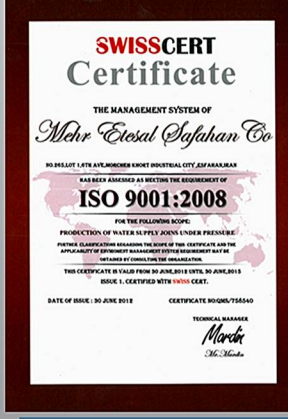 SWISSCERT
Certificate
THE MANAGEMENT SYSTEM OF
Mehr Etesal Safahan Co
NO.265,LOT 1,6TH AVE,MORCHEH KHORT INDUSTRIAL CITY ,ESFAHAN,IRAN
HAS BEEN ASSESSED AS MEETING THE REQUIREMENT OF
ISO 9001:2008
FOR THE FOLLOWING SCOPE:
PRODUCTION OF WATER SUPPLY JOINS UNDER PRESSURE
FURTHER CLARIFICATIONS REGARDING THE SCOPE OF THIS CERTIFICATE AND THE
APPLICABILITY OF ENVIROMENT MANAGEMENT SYSTEM REQUIREMENT MAY BE
OBTAINED BY CONSULTING THE ORGANIZATION.
THIS CERTIFICATE IS VALID FROM 30 JUNE,2012 UNTIL 30 JUNE,2015
ISSUE 1. CERTIFIED WITH SWISS CERT.
DATE OF ISSUE : 30 JUNE 2012 CERTIFICATE NO:QMS/758540
TECHNICAL MANAGER
Mardin
Mr. Mardin